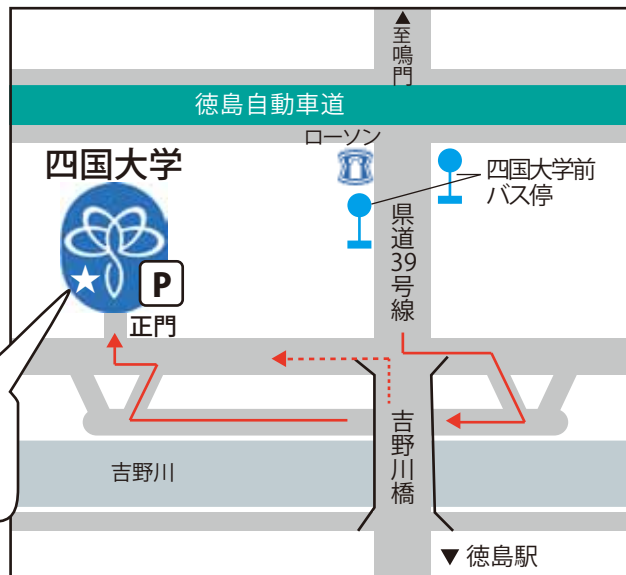 ▲至鳴門
徳島自動車道
ローソン
四国大学
四国大学前
バス停
県道39号線
P
正門
吉野川橋
吉野川
▼徳島駅